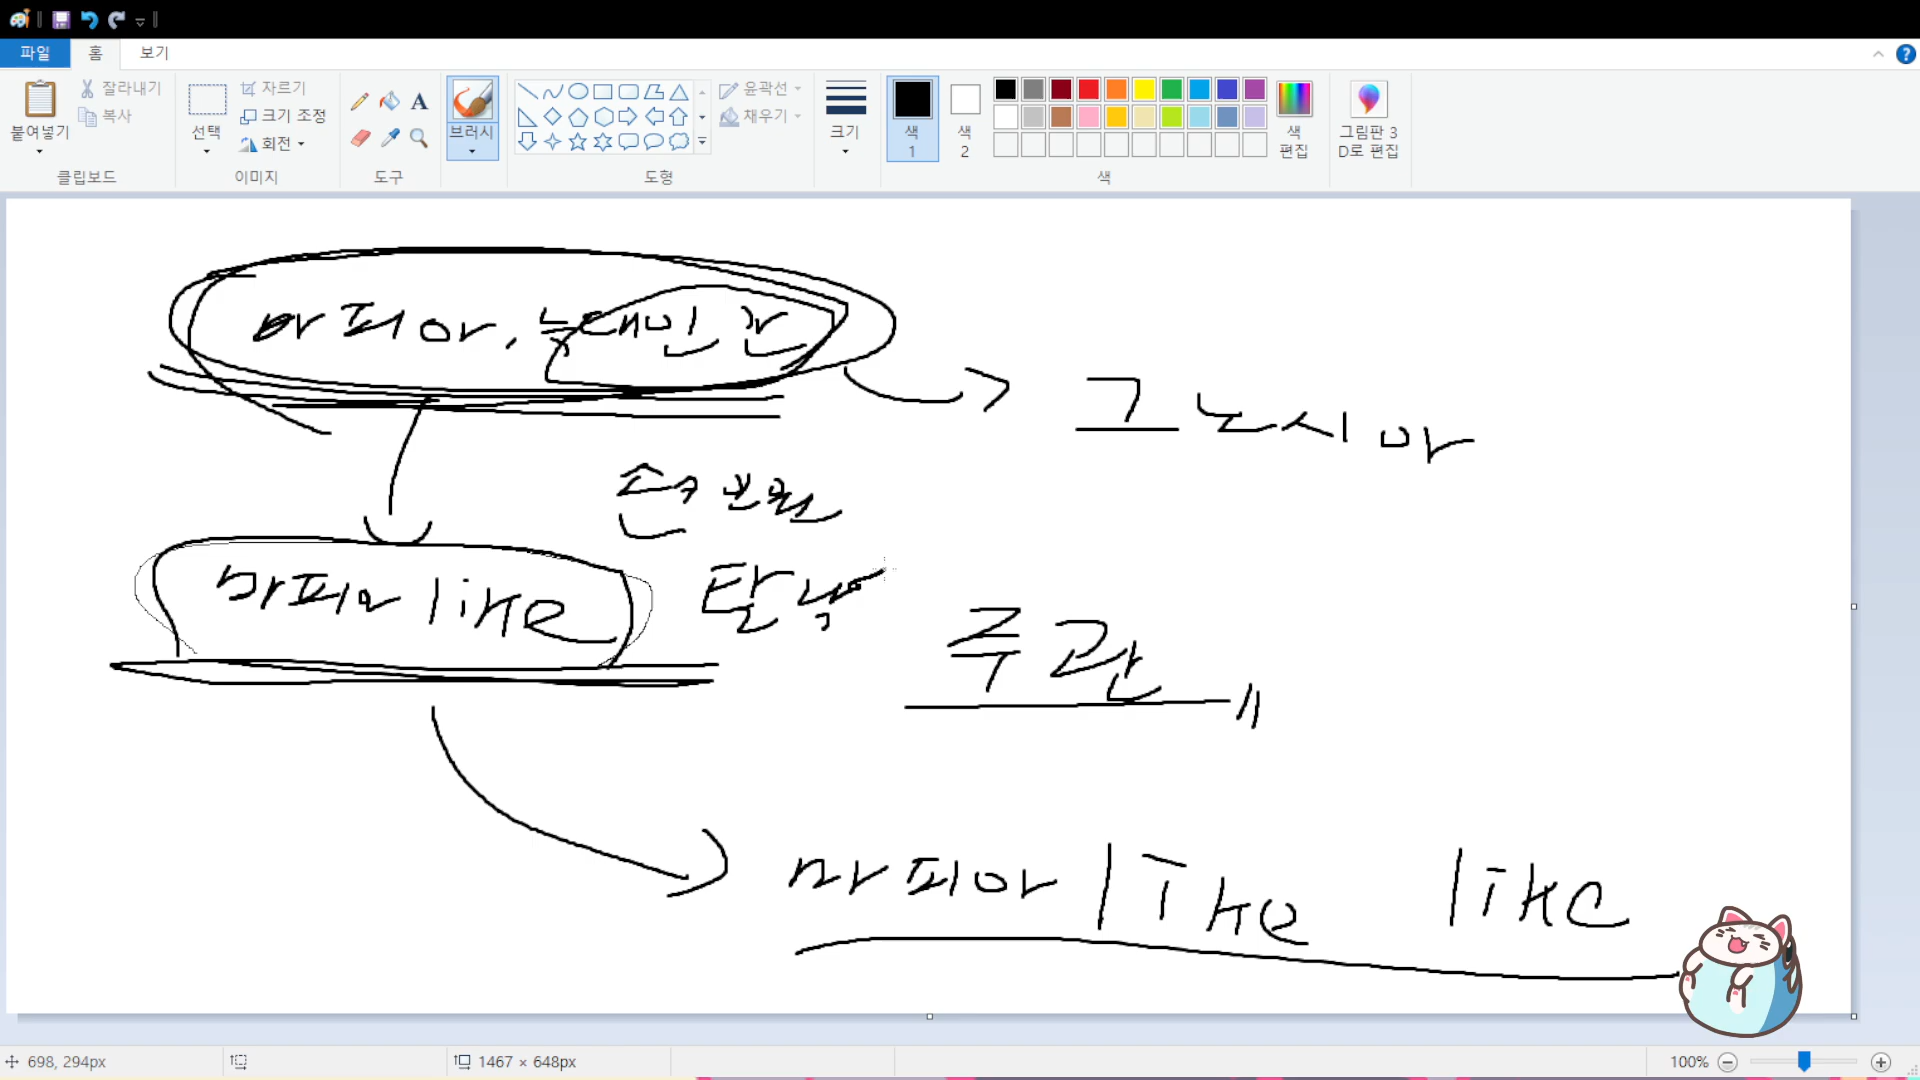 파일 홈 보기
붙여넣기 잘라내기 복사
클립보드
선택 자르기 크기 조정 회전
이미지
A
도구
브러시
윤곽선 채우기
도형
크기
색 1
색 2
색 편집
색
그림판 3D로 편집
마피아, 늑대인간
그노시아
마피아 like
탈락
주관
마피아 like like
698, 294px
1467 × 648px
100%